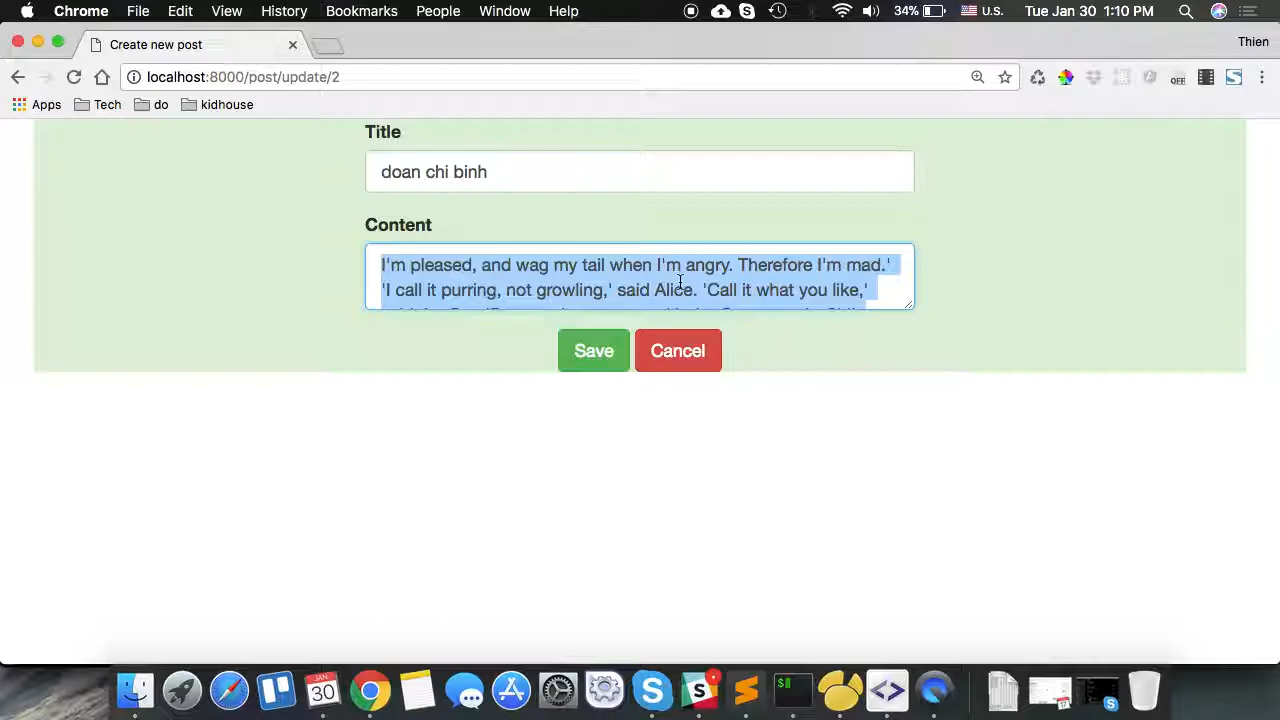 Chrome File Edit View History Bookmarks People Window Help 34% U.S. Tue Jan 30 1:10 PM
Create new post Thien
localhost:8000/post/update/2 OFF
Apps Tech do kidhouse
Title
doan chi binh
Content
I'm pleased, and wag my tail when I'm angry. Therefore I'm mad.'
'I call it purring, not growling,' said Alice. 'Call it what you like,'
Save Cancel
JAN
30
17